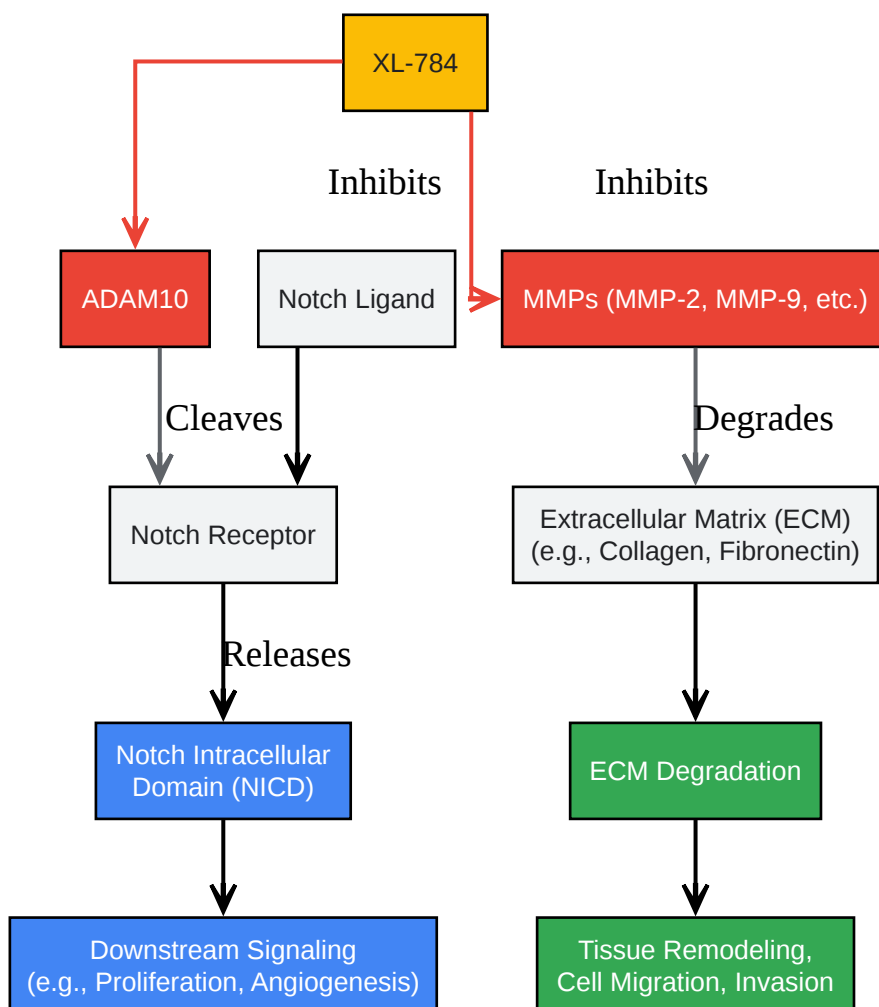 XL-784
Inhibits
Inhibits
ADAM10
Notch Ligand
MMPs (MMP-2, MMP-9, etc.)
Cleaves
Degrades
Notch Receptor
Extracellular Matrix (ECM)
(e.g., Collagen, Fibronectin)
Releases
Notch Intracellular
Domain (NICD)
ECM Degradation
Downstream Signaling
(e.g., Proliferation, Angiogenesis)
Tissue Remodeling,
Cell Migration, Invasion